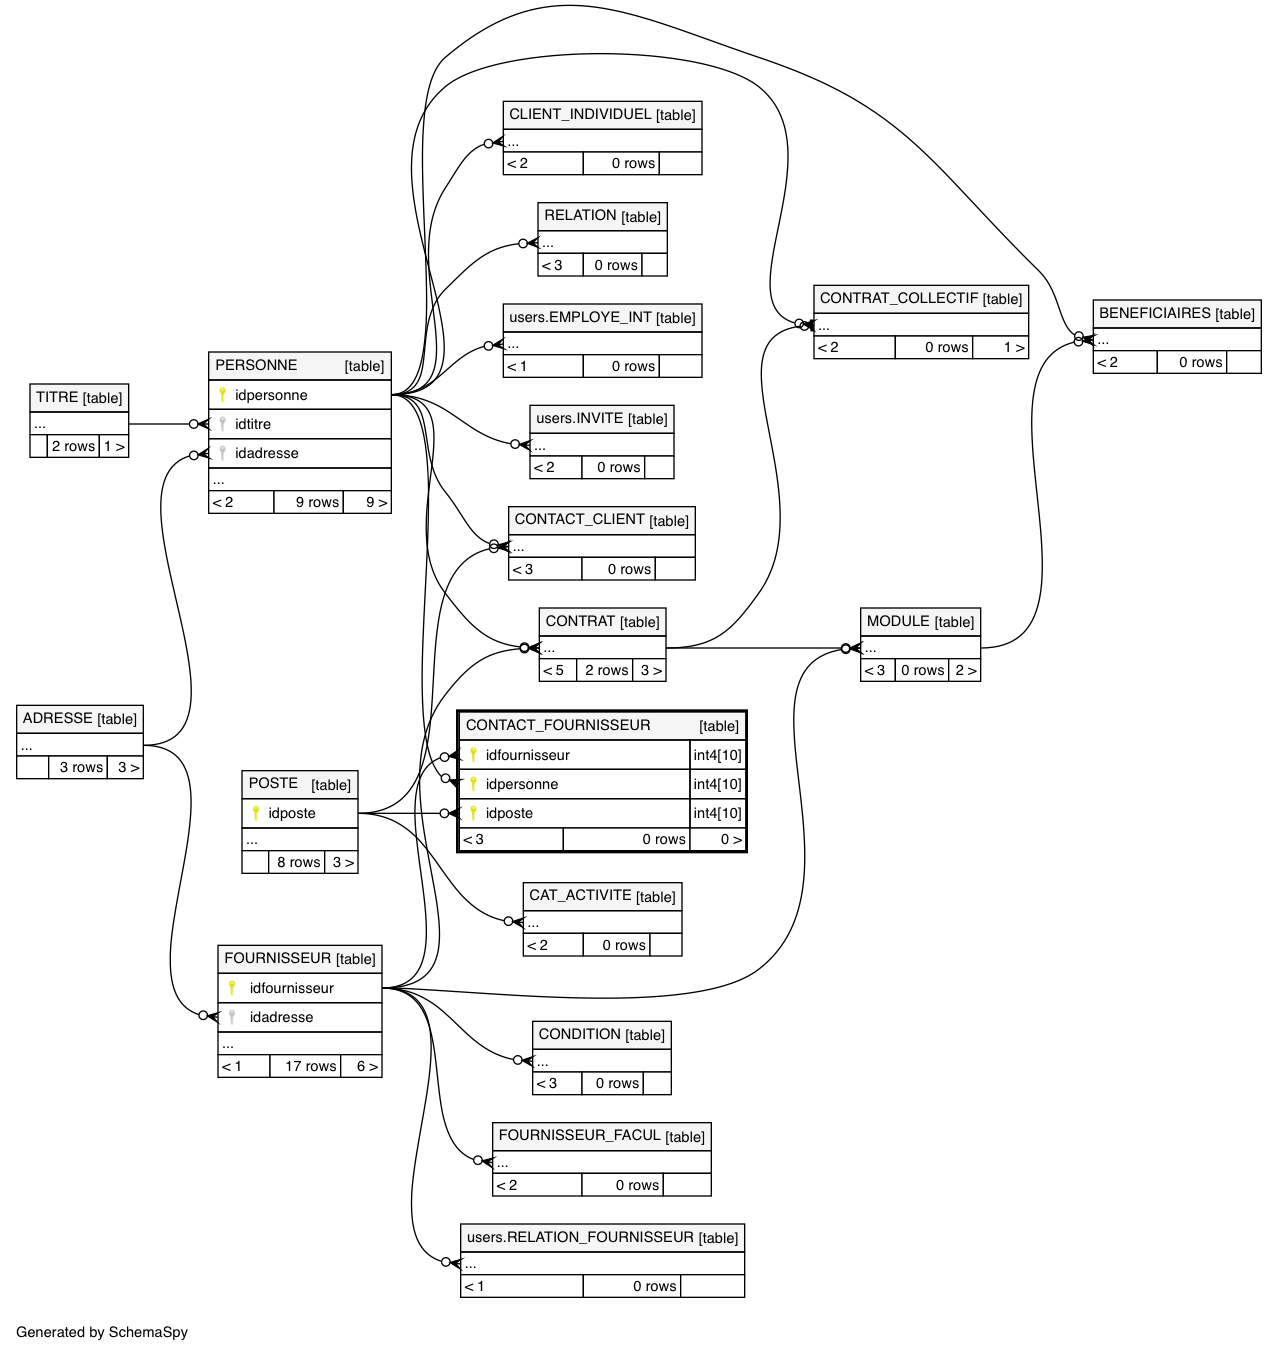 CLIENT_INDIVIDUEL [table]
...
< 2 0 rows
RELATION [table]
...
< 3 0 rows
users.EMPLOYE_INT [table]
...
< 1 0 rows
users.INVITE [table]
...
< 2 0 rows
CONTACT_CLIENT [table]
...
< 3 0 rows
CONTRAT [table]
...
< 5 2 rows 3 >
CONTRAT_COLLECTIF [table]
...
< 2 0 rows 1 >
BENEFICIAIRES [table]
...
< 2 0 rows
MODULE [table]
...
< 3 0 rows 2 >
TITRE [table]
...
2 rows 1 >
PERSONNE [table]
idpersonne
idtitre
idadresse
...
< 2 9 rows 9 >
ADRESSE [table]
...
3 rows 3 >
POSTE [table]
idposte
...
8 rows 3 >
CONTACT_FOURNISSEUR [table]
idfournisseur int4[10]
idpersonne int4[10]
idposte int4[10]
< 3 0 rows 0 >
CAT_ACTIVITE [table]
...
< 2 0 rows
FOURNISSEUR [table]
idfournisseur
idadresse
...
< 1 17 rows 6 >
CONDITION [table]
...
< 3 0 rows
FOURNISSEUR_FACUL [table]
...
< 2 0 rows
users.RELATION_FOURNISSEUR [table]
...
< 1 0 rows
Generated by SchemaSpy